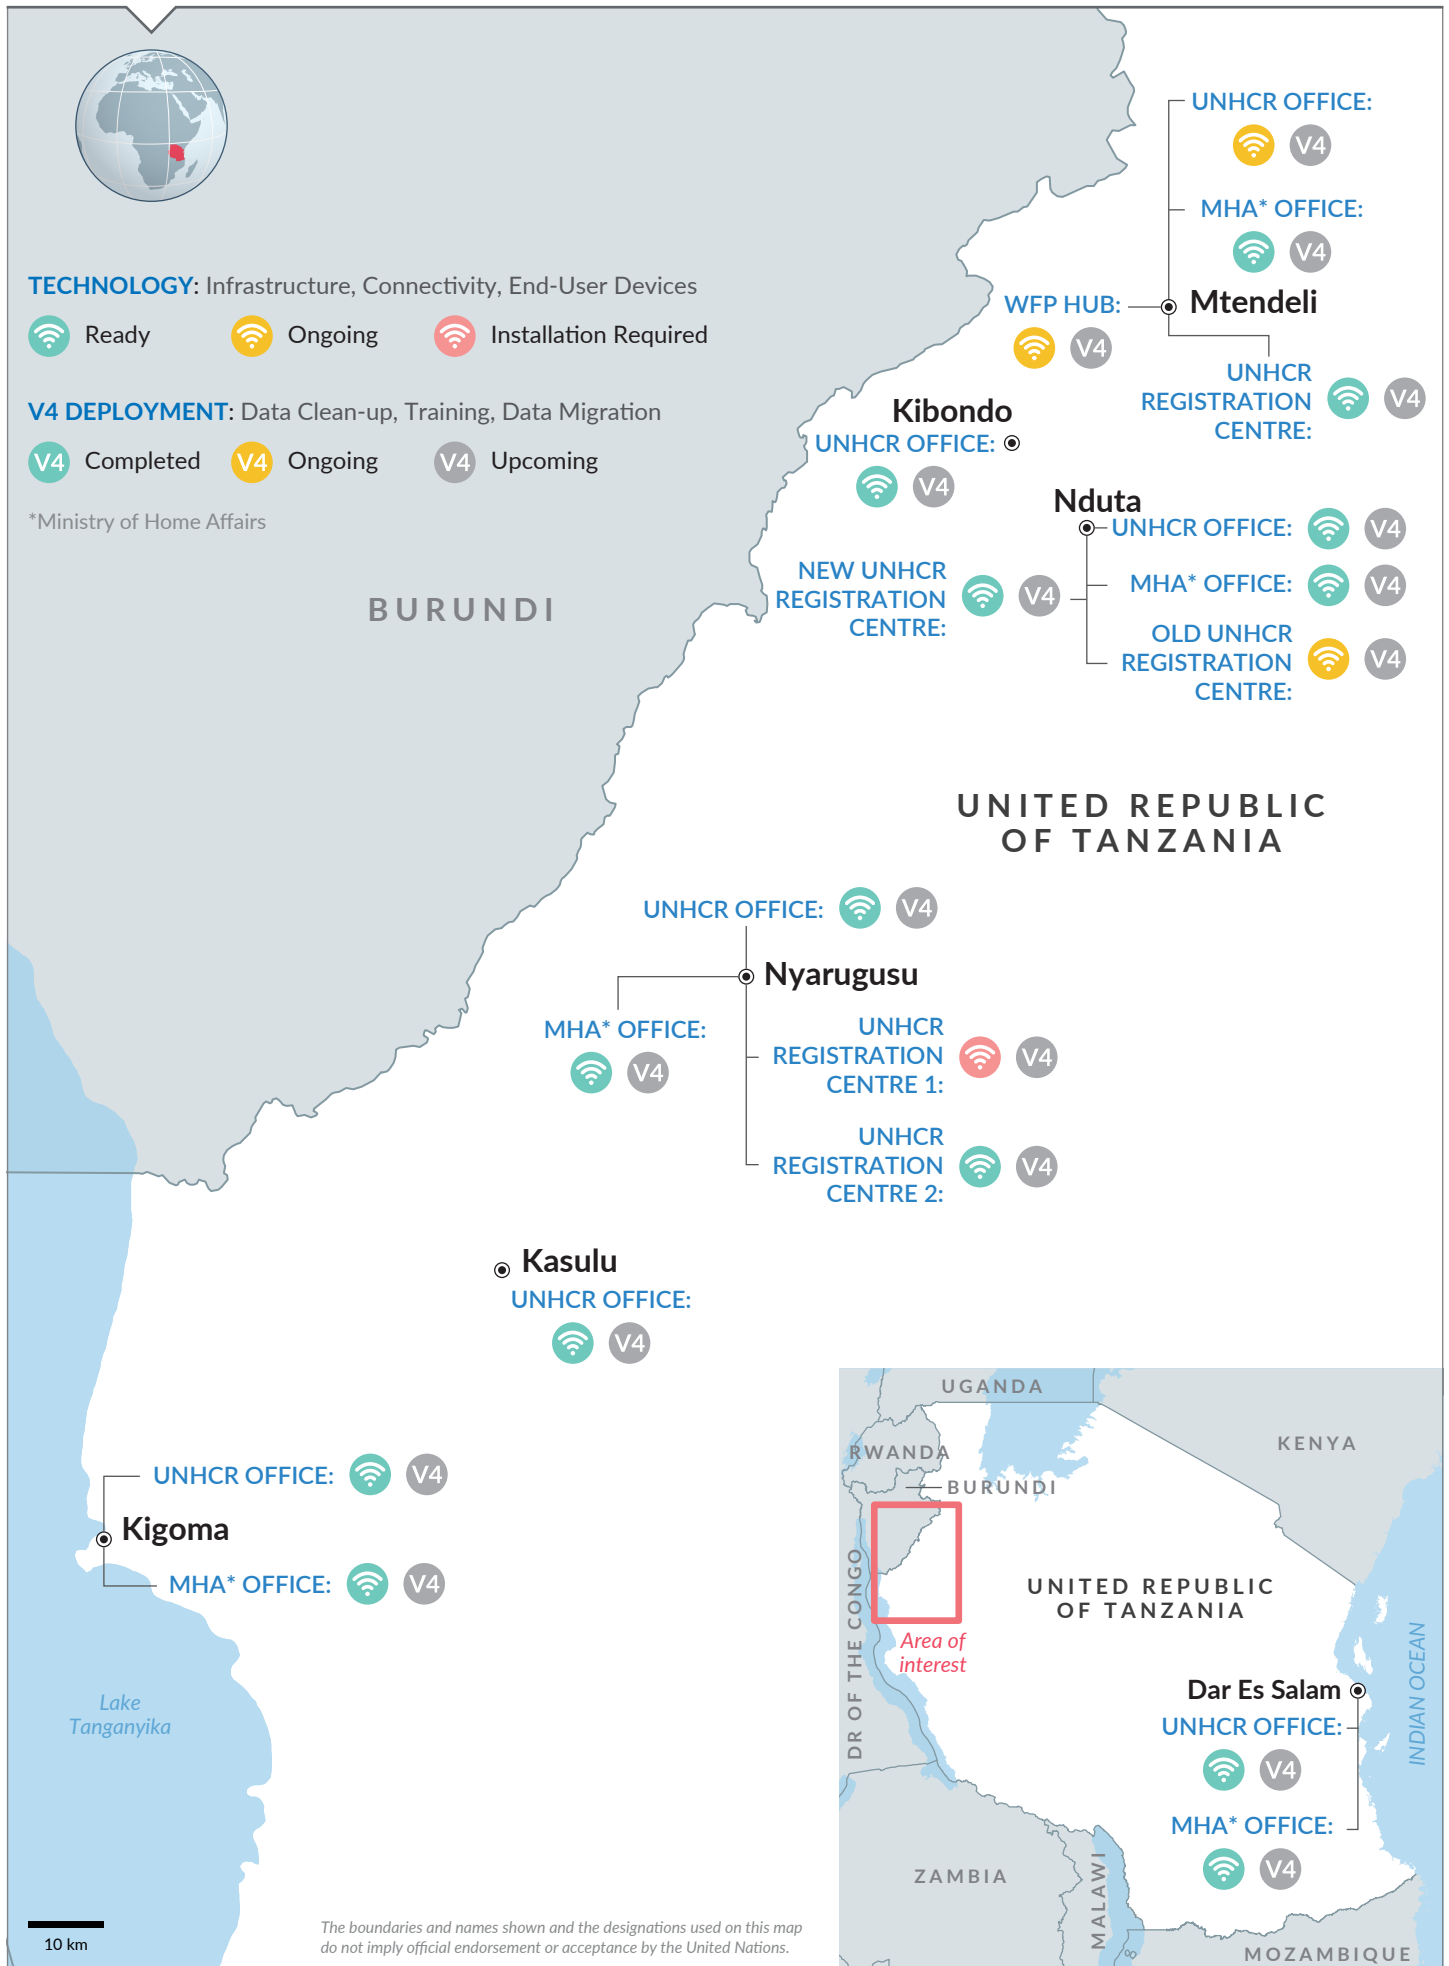 UNHCR OFFICE:
V4
MHA* OFFICE:
V4
WFP HUB:
Mtendeli
V4
UNHCR
REGISTRATION
CENTRE:
V4
TECHNOLOGY: Infrastructure, Connectivity, End-User Devices
Ready
Ongoing
Installation Required
V4 DEPLOYMENT: Data Clean-up, Training, Data Migration
V4 Completed
V4 Ongoing
V4 Upcoming
*Ministry of Home Affairs
Kibondo
UNHCR OFFICE:
V4
Nduta
UNHCR OFFICE:
V4
MHA* OFFICE:
V4
OLD UNHCR
REGISTRATION
CENTRE:
V4
NEW UNHCR
REGISTRATION
CENTRE:
V4
BURUNDI
UNITED REPUBLIC
OF TANZANIA
UNHCR OFFICE:
V4
Nyarugusu
MHA* OFFICE:
V4
UNHCR
REGISTRATION
CENTRE 1:
V4
UNHCR
REGISTRATION
CENTRE 2:
V4
Kasulu
UNHCR OFFICE:
V4
UNHCR OFFICE:
V4
Kigoma
MHA* OFFICE:
V4
Lake
Tanganyika
10 km
The boundaries and names shown and the designations used on this map
do not imply official endorsement or acceptance by the United Nations.
UGANDA
KENYA
RWANDA
BURUNDI
DR OF THE CONGO
UNITED REPUBLIC
OF TANZANIA
Area of
interest
Dar Es Salam
UNHCR OFFICE:
V4
MHA* OFFICE:
V4
INDIAN OCEAN
ZAMBIA
MALAWI
MOZAMBIQUE